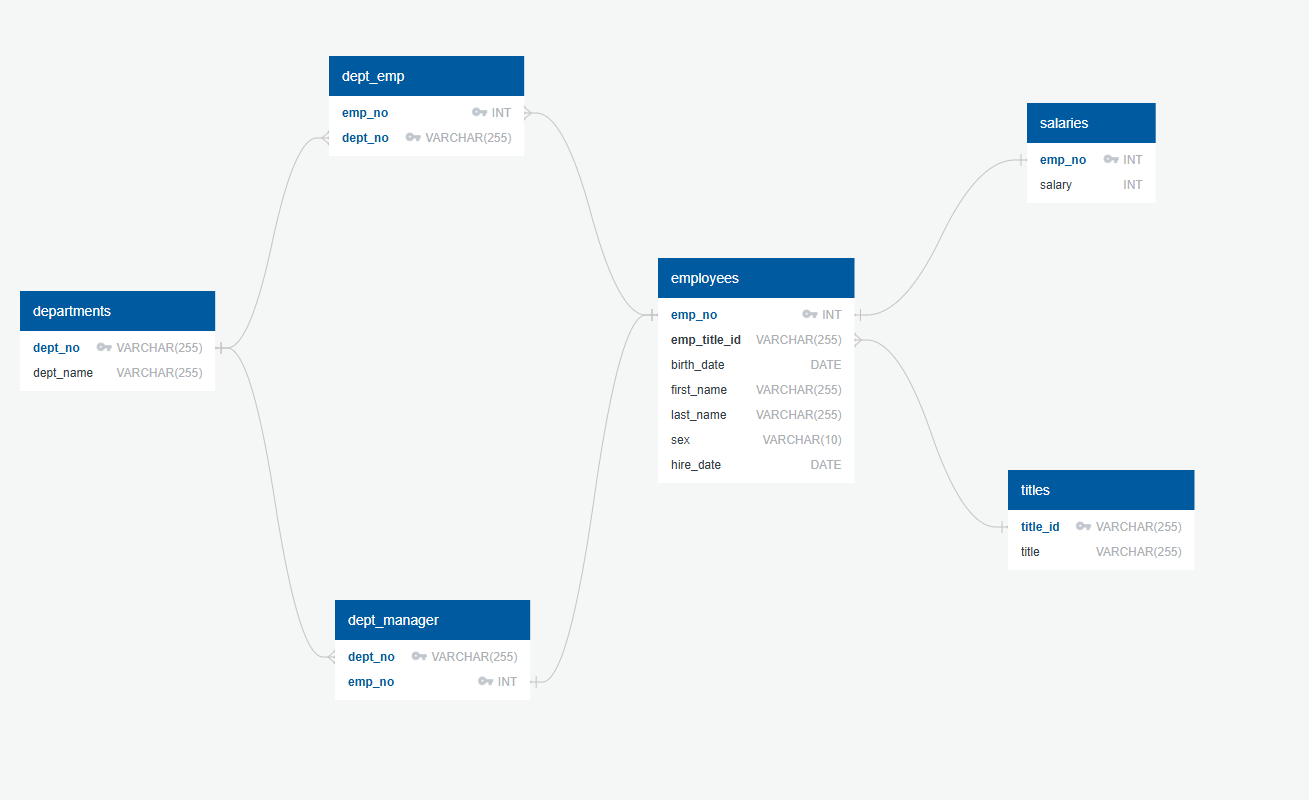 dept_emp
emp_no INT
dept_no VARCHAR(255)
salaries
emp_no INT
salary INT
employees
emp_no INT
emp_title_id VARCHAR(255)
birth_date DATE
first_name VARCHAR(255)
last_name VARCHAR(255)
sex VARCHAR(10)
hire_date DATE
departments
dept_no VARCHAR(255)
dept_name VARCHAR(255)
titles
title_id VARCHAR(255)
title VARCHAR(255)
dept_manager
dept_no VARCHAR(255)
emp_no INT